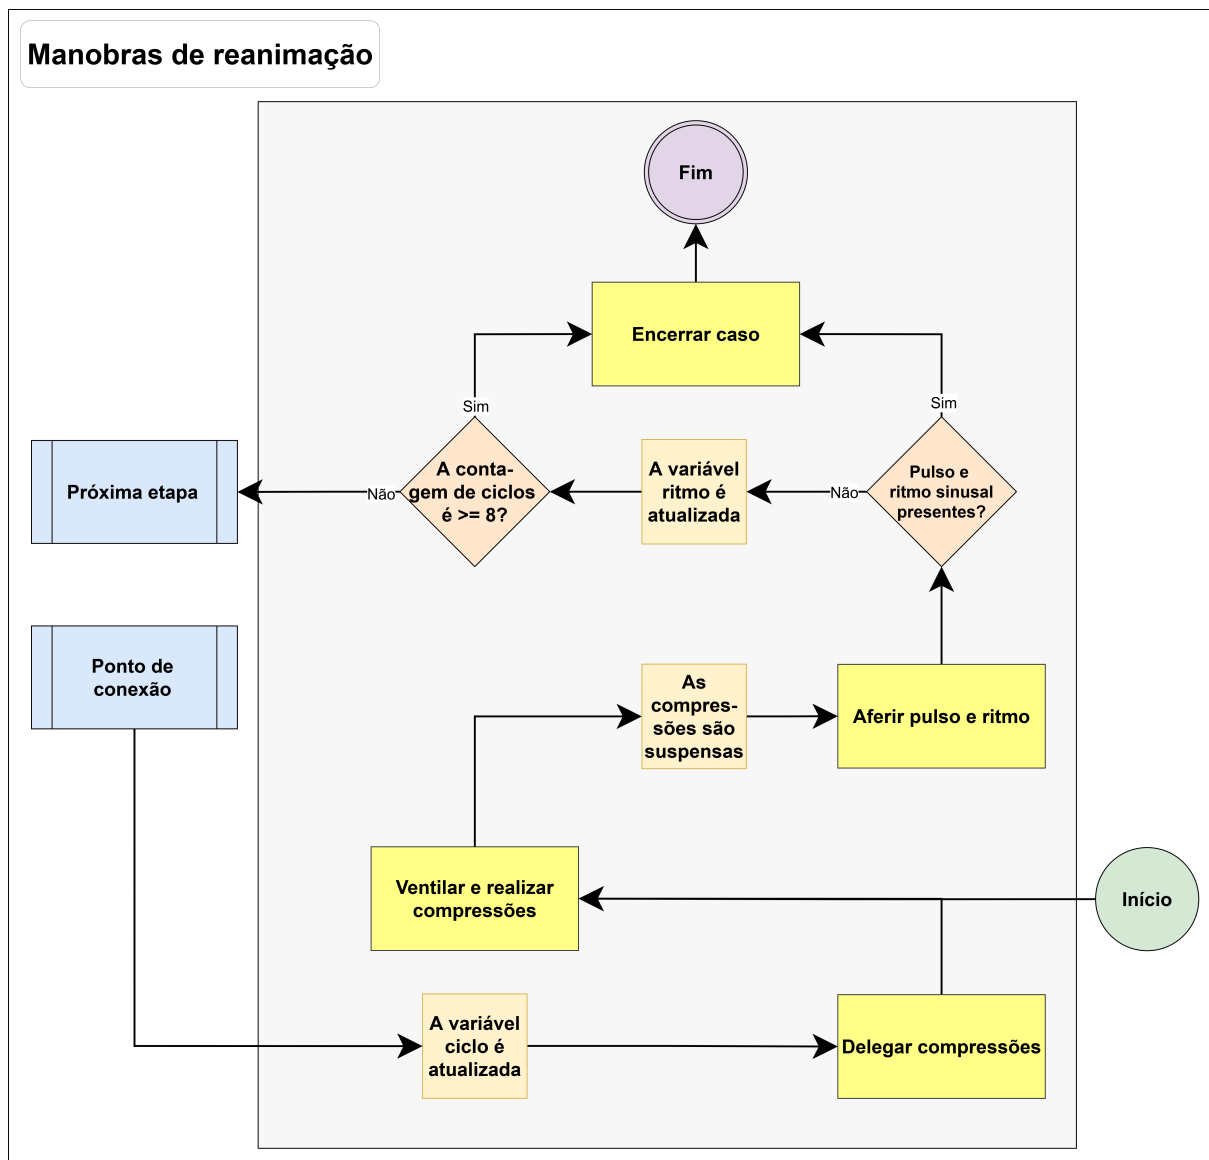 Manobras de reanimação
Fim
Encerrar caso
Sim
Sim
Próxima etapa
Não
A conta-
gem de ciclos
é >= 8?
A variável
ritmo é
atualizada
Não
Pulso e
ritmo sinusal
presentes?
Ponto de
conexão
As
compres-
sões são
suspensas
Aferir pulso e ritmo
Ventilar e realizar
compressões
Início
A variável
ciclo é
atualizada
Delegar compressões